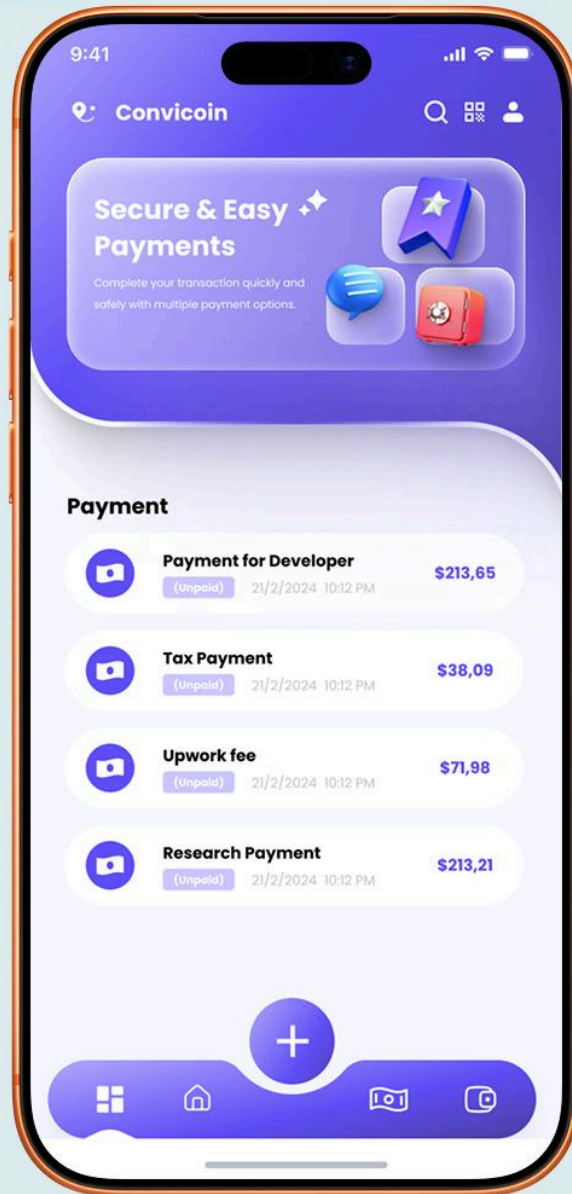 9:41
Convicoin
Secure & Easy
Payments
Complete your transaction quickly and
safely with multiple payment options.
Payment
Payment for Developer
$213,65
(Unpaid) 21/2/2024 10:12 PM
Tax Payment
$38,09
(Unpaid) 21/2/2024 10:12 PM
Upwork fee
$71,98
(Unpaid) 21/2/2024 10:12 PM
Research Payment
$213,21
(Unpaid) 21/2/2024 10:12 PM